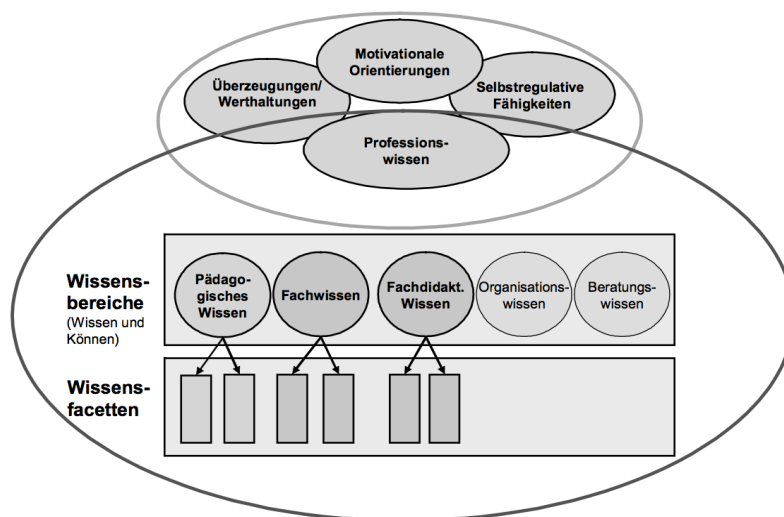 Motivationale
Orientierungen
Überzeugungen/
Werthaltungen
Selbstregulative
Fähigkeiten
Professions-
wissen
Wissens-
bereiche
(Wissen und
Können)
Pädago-
gisches
Wissen
Fachwissen
Fachdidakt.
Wissen
Organisations-
wissen
Beratungs-
wissen
Wissens-
facetten